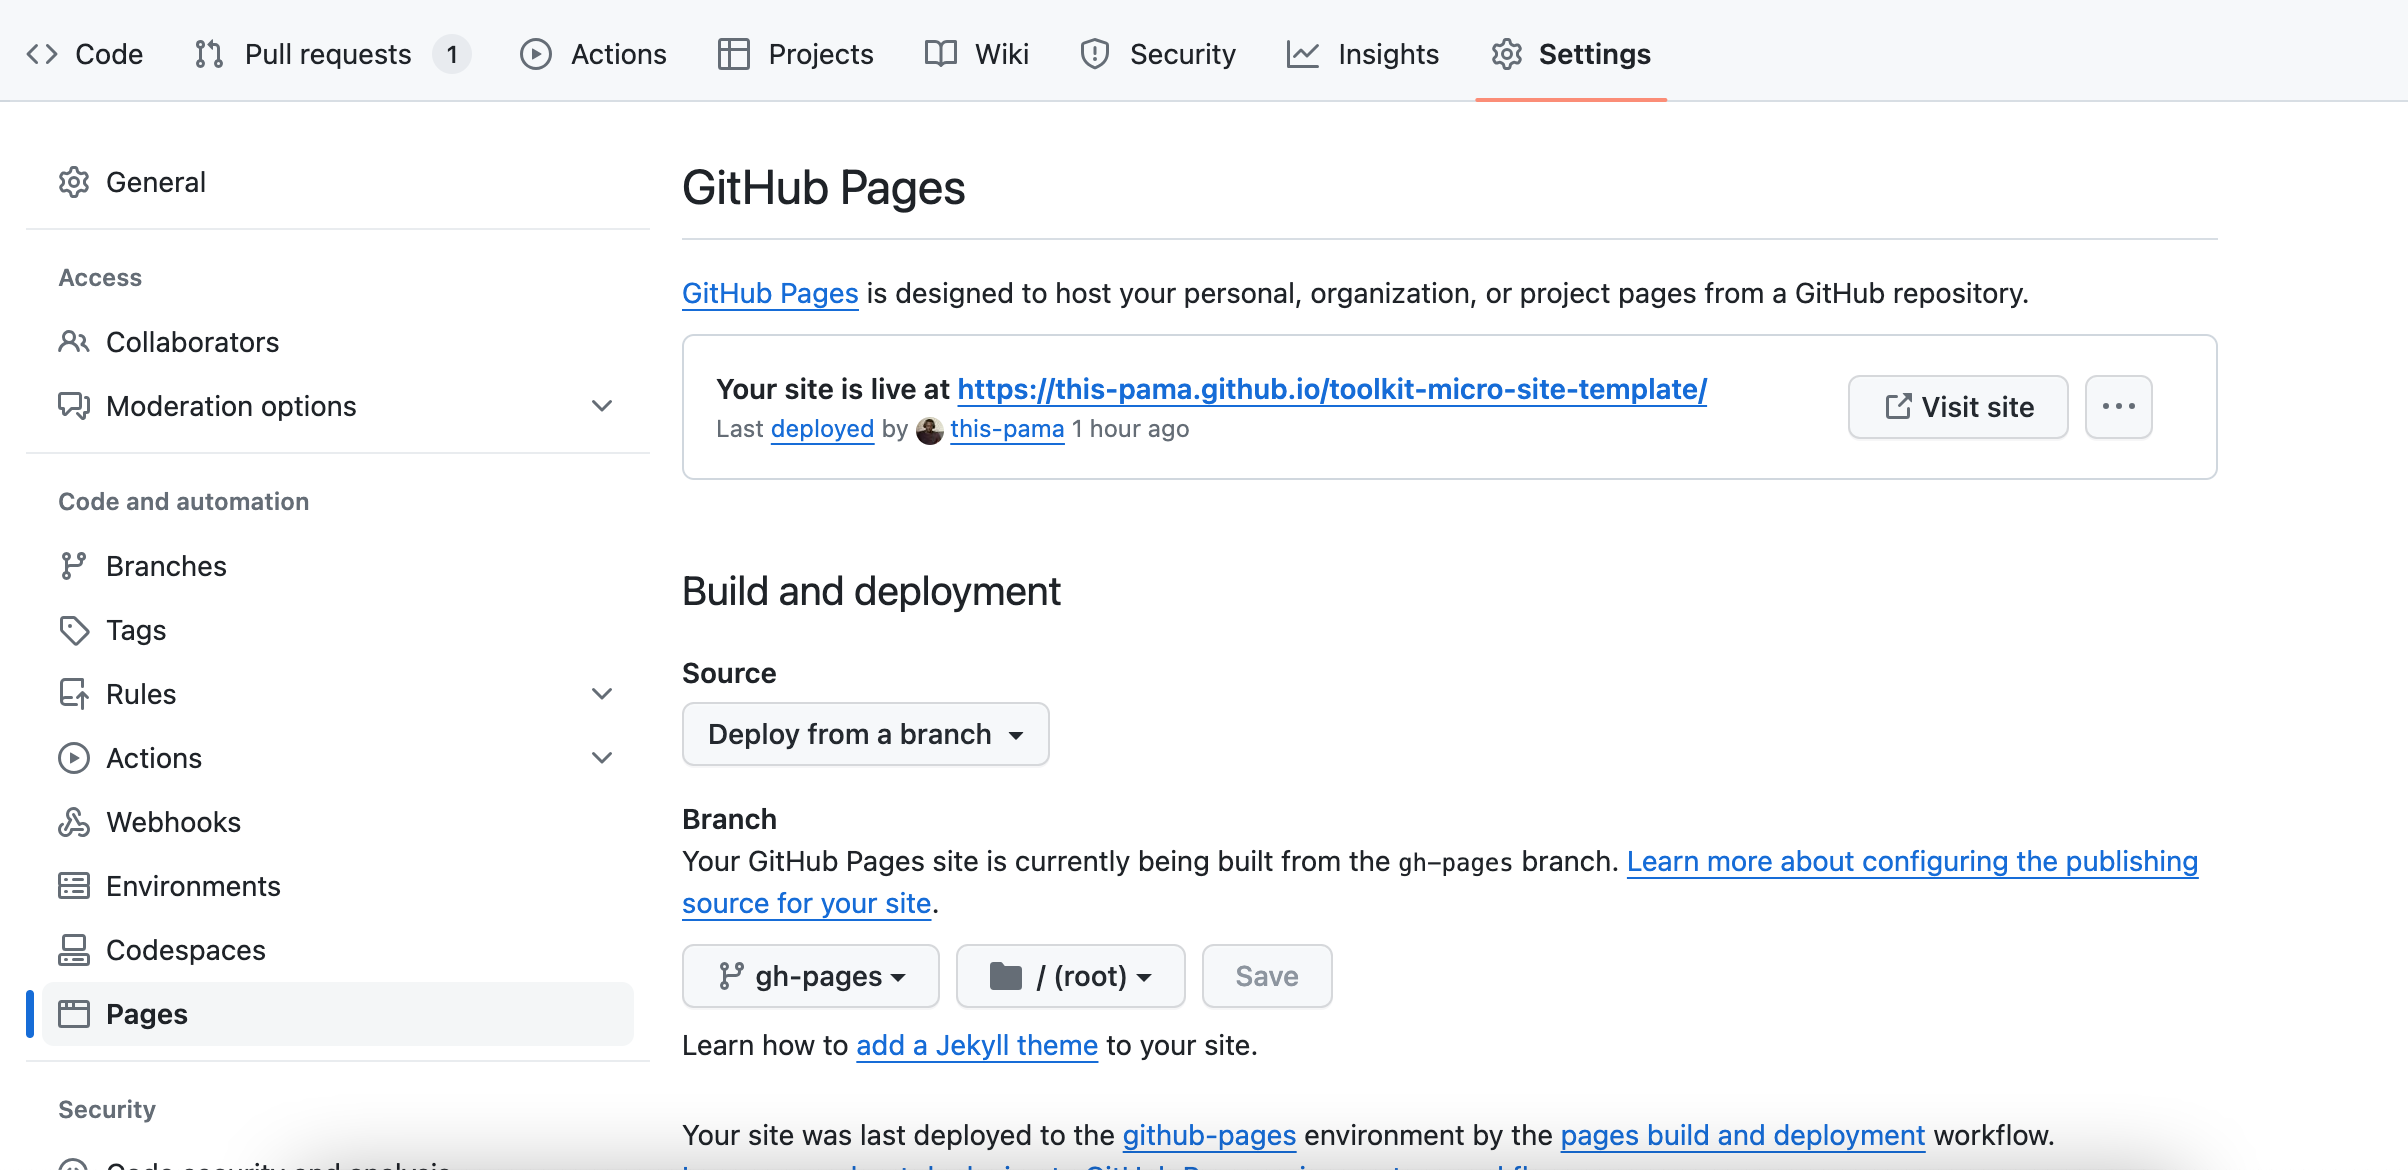 Code
Pull requests 1
Actions
Projects
Wiki
Security
Insights
Settings
General
Access
Collaborators
Moderation options
Code and automation
Branches
Tags
Rules
Actions
Webhooks
Environments
Codespaces
Pages
Security
Code security and analysis
GitHub Pages
GitHub Pages is designed to host your personal, organization, or project pages from a GitHub repository.
Your site is live at https://this-pama.github.io/toolkit-micro-site-template/
Last deployed by this-pama 1 hour ago
Visit site
Build and deployment
Source
Deploy from a branch
Branch
Your GitHub Pages site is currently being built from the gh-pages branch. Learn more about configuring the publishing
source for your site.
gh-pages
/ (root)
Save
Learn how to add a Jekyll theme to your site.
Your site was last deployed to the github-pages environment by the pages build and deployment workflow.